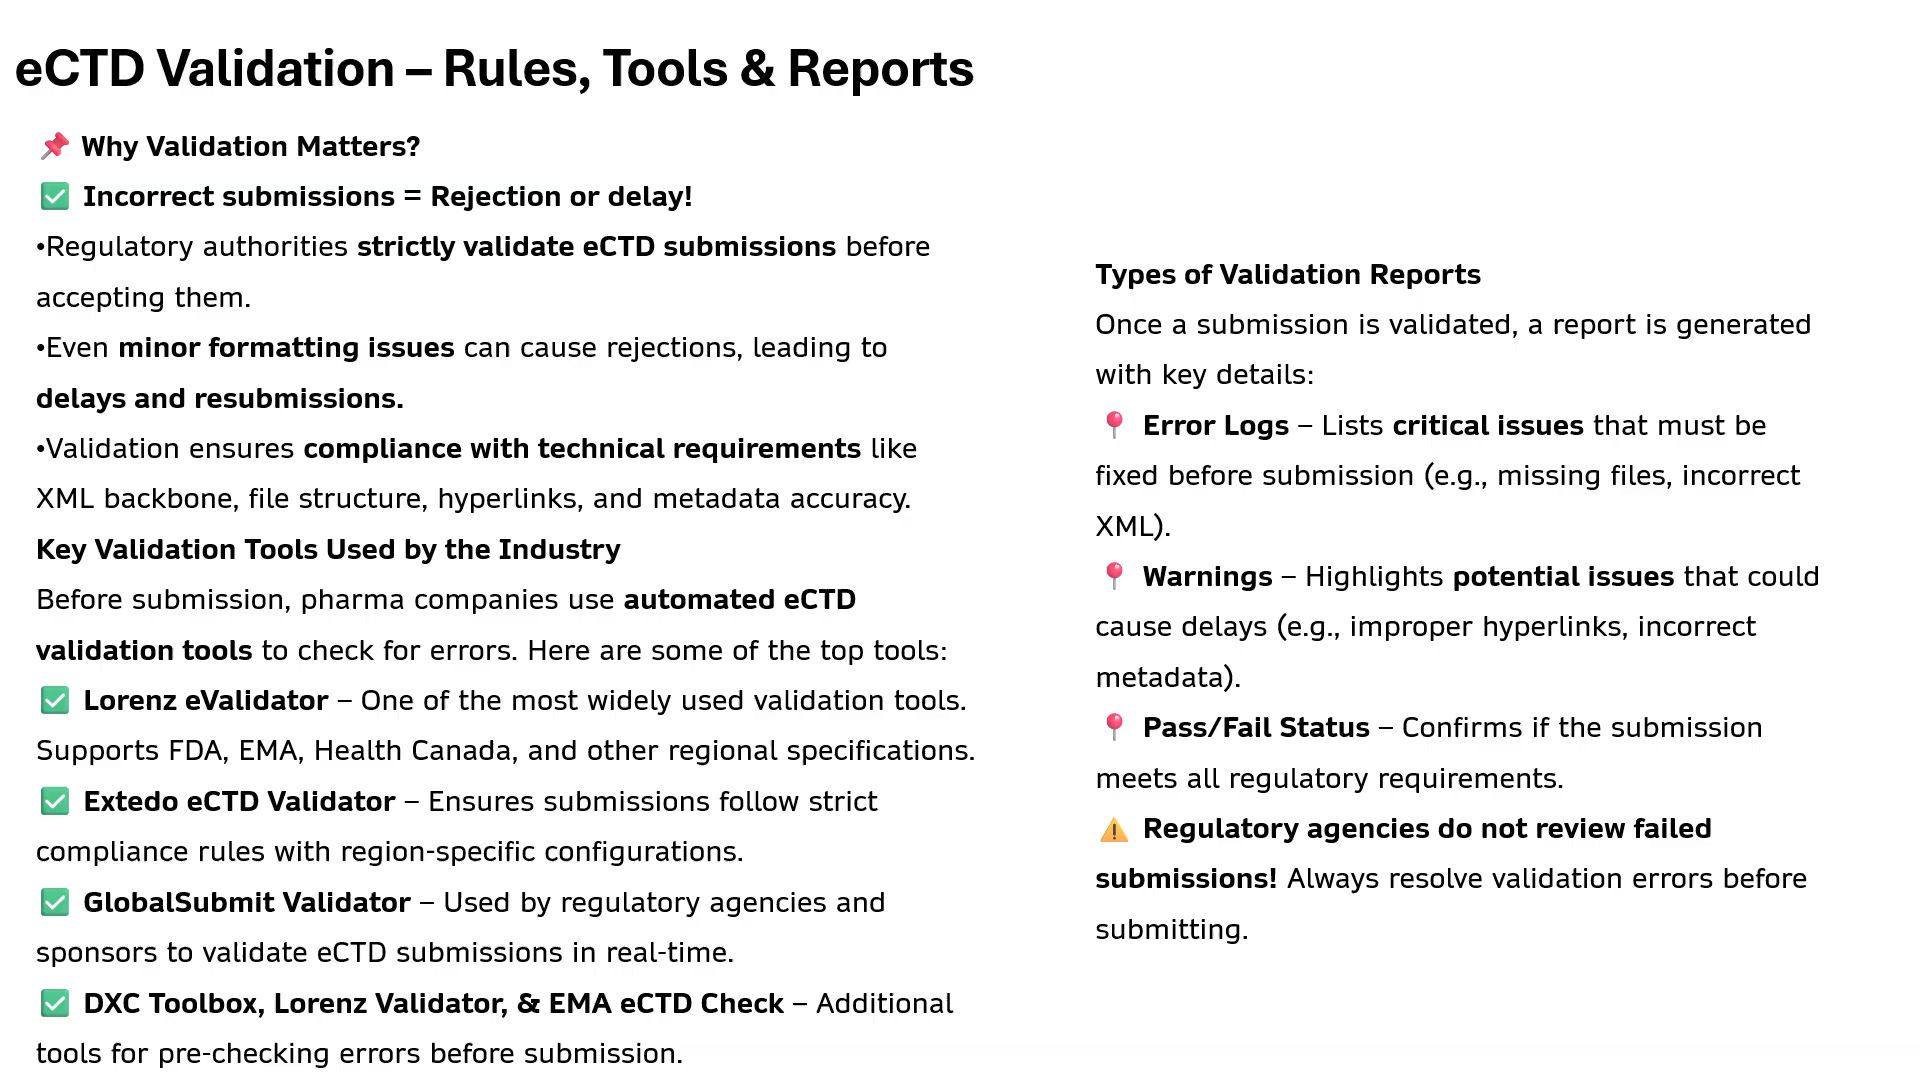 eCTD Validation – Rules, Tools & Reports
📌 Why Validation Matters?
✅ Incorrect submissions = Rejection or delay!
•Regulatory authorities strictly validate eCTD submissions before
accepting them.
•Even minor formatting issues can cause rejections, leading to
delays and resubmissions.
•Validation ensures compliance with technical requirements like
XML backbone, file structure, hyperlinks, and metadata accuracy.
Key Validation Tools Used by the Industry
Before submission, pharma companies use automated eCTD
validation tools to check for errors. Here are some of the top tools:
✅ Lorenz eValidator – One of the most widely used validation tools.
Supports FDA, EMA, Health Canada, and other regional specifications.
✅ Extedo eCTD Validator – Ensures submissions follow strict
compliance rules with region-specific configurations.
✅ GlobalSubmit Validator – Used by regulatory agencies and
sponsors to validate eCTD submissions in real-time.
✅ DXC Toolbox, Lorenz Validator, & EMA eCTD Check – Additional
tools for pre-checking errors before submission.
Types of Validation Reports
Once a submission is validated, a report is generated
with key details:
📍 Error Logs – Lists critical issues that must be
fixed before submission (e.g., missing files, incorrect
XML).
📍 Warnings – Highlights potential issues that could
cause delays (e.g., improper hyperlinks, incorrect
metadata).
📍 Pass/Fail Status – Confirms if the submission
meets all regulatory requirements.
⚠️ Regulatory agencies do not review failed
submissions! Always resolve validation errors before
submitting.